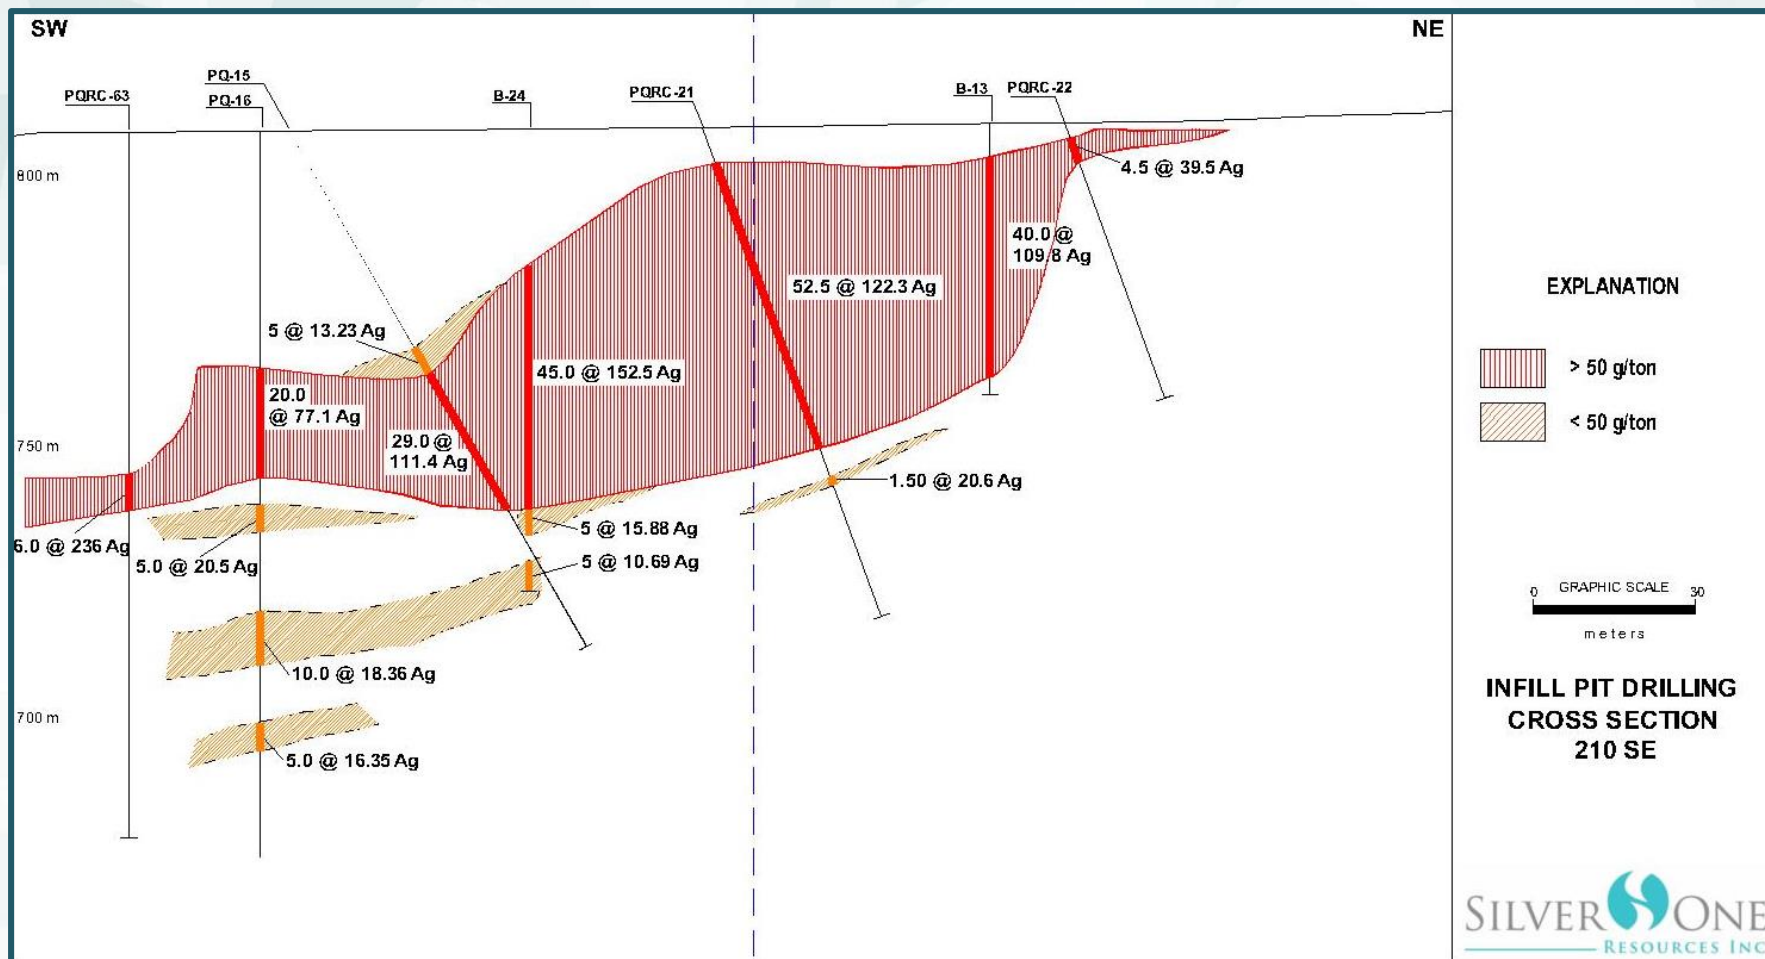 SW
NE
PQ-15
PQRC-63
PQ-16
B-24
PQRC-21
B-13
PQRC-22
800 m
4.5 @ 39.5 Ag
40.0 @
109.8 Ag
52.5 @ 122.3 Ag
5 @ 13.23 Ag
45.0 @ 152.5 Ag
20.0
@ 77.1 Ag
29.0 @
111.4 Ag
750 m
1.50 @ 20.6 Ag
5 @ 15.88 Ag
6.0 @ 236 Ag
5.0 @ 20.5 Ag
5 @ 10.69 Ag
10.0 @ 18.36 Ag
700 m
5.0 @ 16.35 Ag
EXPLANATION
> 50 g/ton
< 50 g/ton
0 GRAPHIC SCALE 30
meters
INFILL PIT DRILLING
CROSS SECTION
210 SE
SILVER ONE
RESOURCES INC